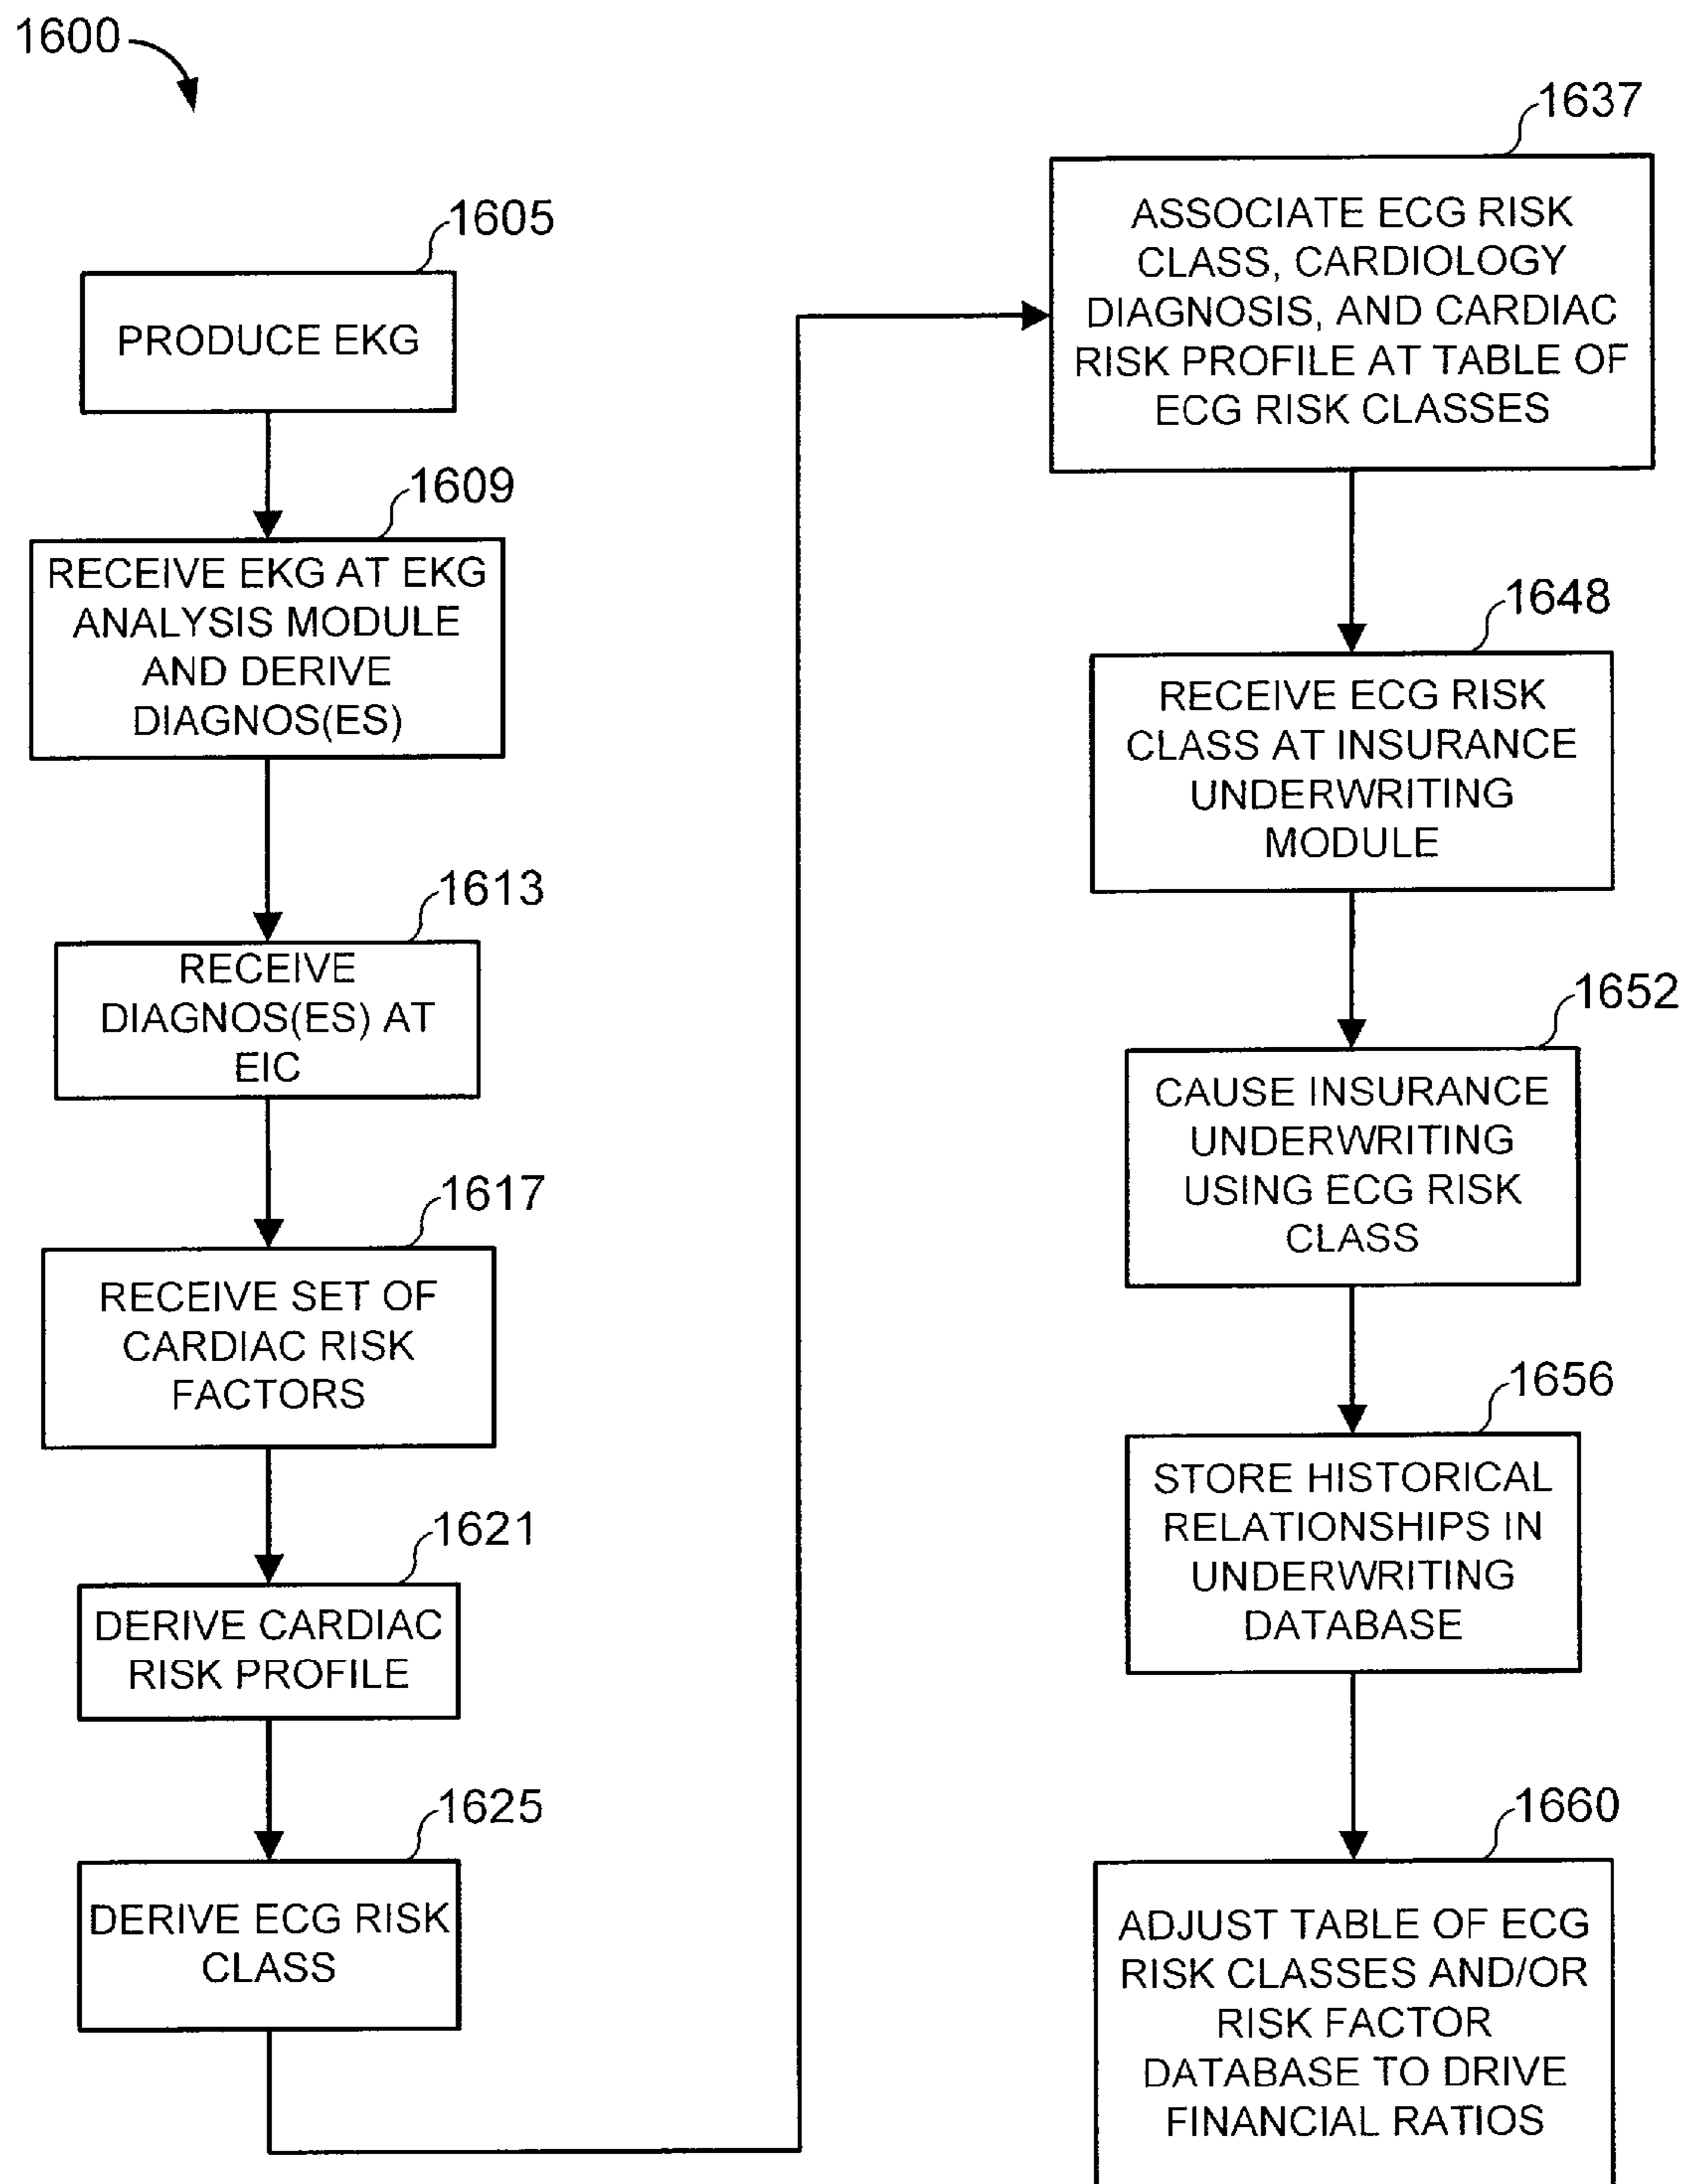 1600
1605
PRODUCE EKG
1609
RECEIVE EKG AT EKG
ANALYSIS MODULE
AND DERIVE
DIAGNOS(ES)
1613
RECEIVE
DIAGNOS(ES) AT
EIC
1617
RECEIVE SET OF
CARDIAC RISK
FACTORS
1621
DERIVE CARDIAC
RISK PROFILE
1625
DERIVE ECG RISK
CLASS
1637
ASSOCIATE ECG RISK
CLASS, CARDIOLOGY
DIAGNOSIS, AND CARDIAC
RISK PROFILE AT TABLE OF
ECG RISK CLASSES
1648
RECEIVE ECG RISK
CLASS AT INSURANCE
UNDERWRITING
MODULE
1652
CAUSE INSURANCE
UNDERWRITING
USING ECG RISK
CLASS
1656
STORE HISTORICAL
RELATIONSHIPS IN
UNDERWRITING
DATABASE
1660
ADJUST TABLE OF ECG
RISK CLASSES AND/OR
RISK FACTOR
DATABASE TO DRIVE
FINANCIAL RATIOS